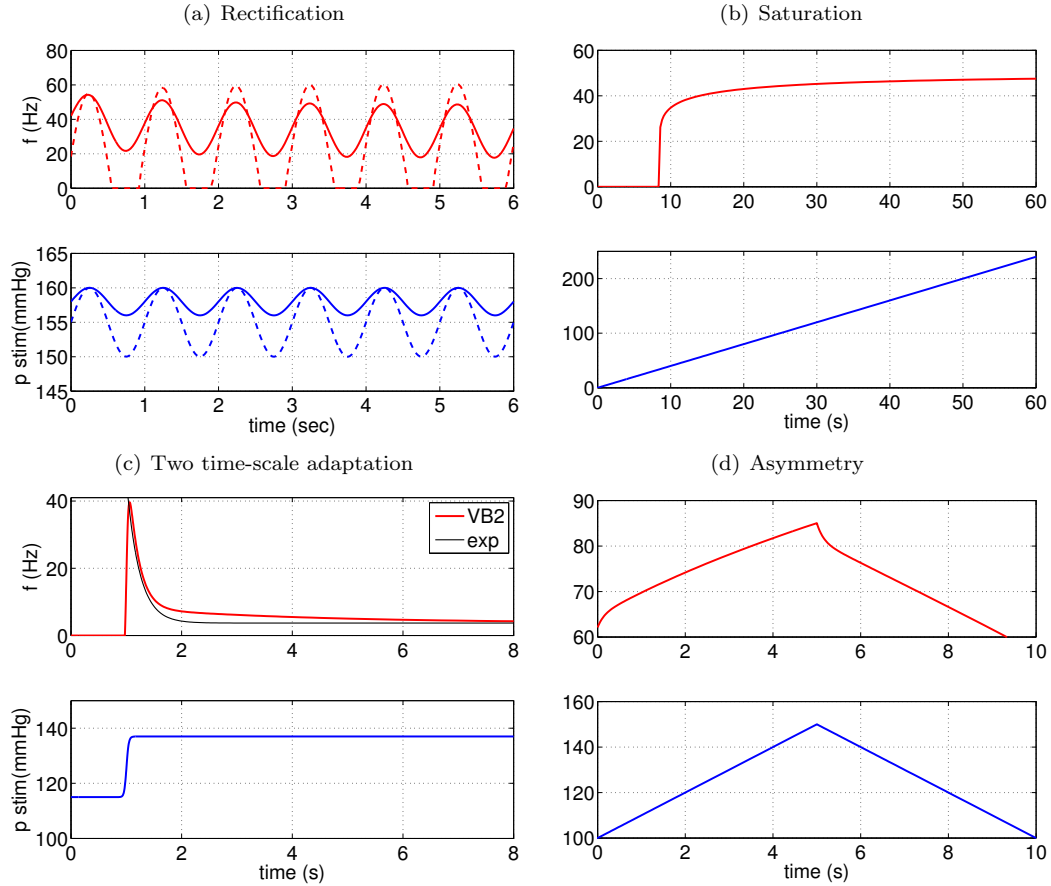 (a) Rectification
80
60
40
20
0
f (Hz)
0 1 2 3 4 5 6
165
160
155
150
145
p stim(mmHg)
0 1 2 3 4 5 6
time (sec)
(b) Saturation
60
40
20
0
0 10 20 30 40 50 60
200
100
0
0 10 20 30 40 50 60
time (s)
(c) Two time-scale adaptation
40
20
0
f (Hz)
VB2
exp
0 2 4 6 8
140
120
100
p stim(mmHg)
0 2 4 6 8
time (s)
(d) Asymmetry
90
80
70
60
0 2 4 6 8 10
160
140
120
100
0 2 4 6 8 10
time (s)